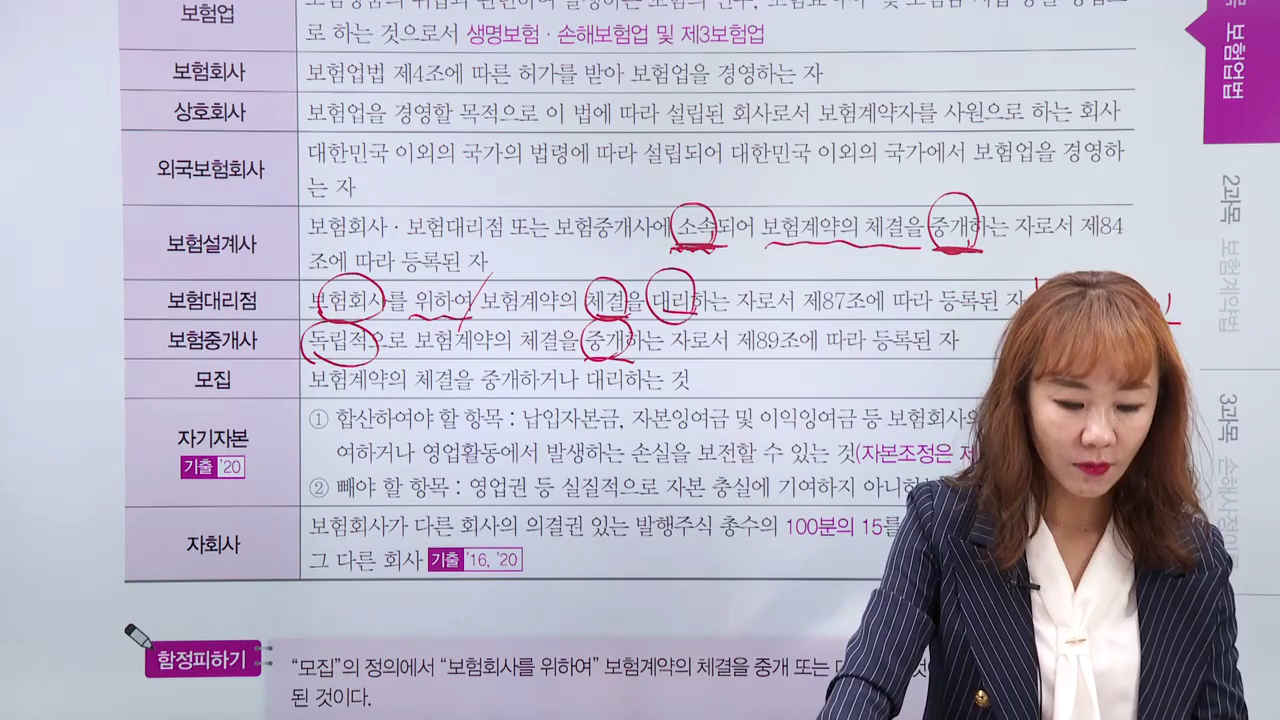 보험업
로 하는 것으로서 생명보험 · 손해보험업 및 제3보험업
보험회사
보험업법 제4조에 따른 허가를 받아 보험업을 경영하는 자
상호회사
보험업을 경영할 목적으로 이 법에 따라 설립된 회사로서 보험계약자를 사원으로 하는 회사
외국보험회사
대한민국 이외의 국가의 법령에 따라 설립되어 대한민국 이외의 국가에서 보험업을 경영하
는 자
보험설계사
보험회사 · 보험대리점 또는 보험중개사에 소속되어 보험계약의 체결을 중개하는 자로서 제84
조에 따라 등록된 자
보험대리점
보험회사를 위하여 보험계약의 체결을 대리하는 자로서 제87조에 따라 등록된 자
보험중개사
독립적으로 보험계약의 체결을 중개하는 자로서 제89조에 따라 등록된 자
모집
보험계약의 체결을 중개하거나 대리하는 것
자기자본
기출 '20
① 합산하여야 할 항목 : 납입자본금, 자본잉여금 및 이익잉여금 등 보험회사의
여하거나 영업활동에서 발생하는 손실을 보전할 수 있는 것(자본조정은 제
② 빼야 할 항목 : 영업권 등 실질적으로 자본 충실에 기여하지 아니하
자회사
보험회사가 다른 회사의 의결권 있는 발행주식 총수의 100분의 15를
그 다른 회사 기출 '16, '20
함정피하기
“모집”의 정의에서 “보험회사를 위하여” 보험계약의 체결을 중개 또는
된 것이다.
보험업법
2과목 보험계약법
3과목 손해사정이론